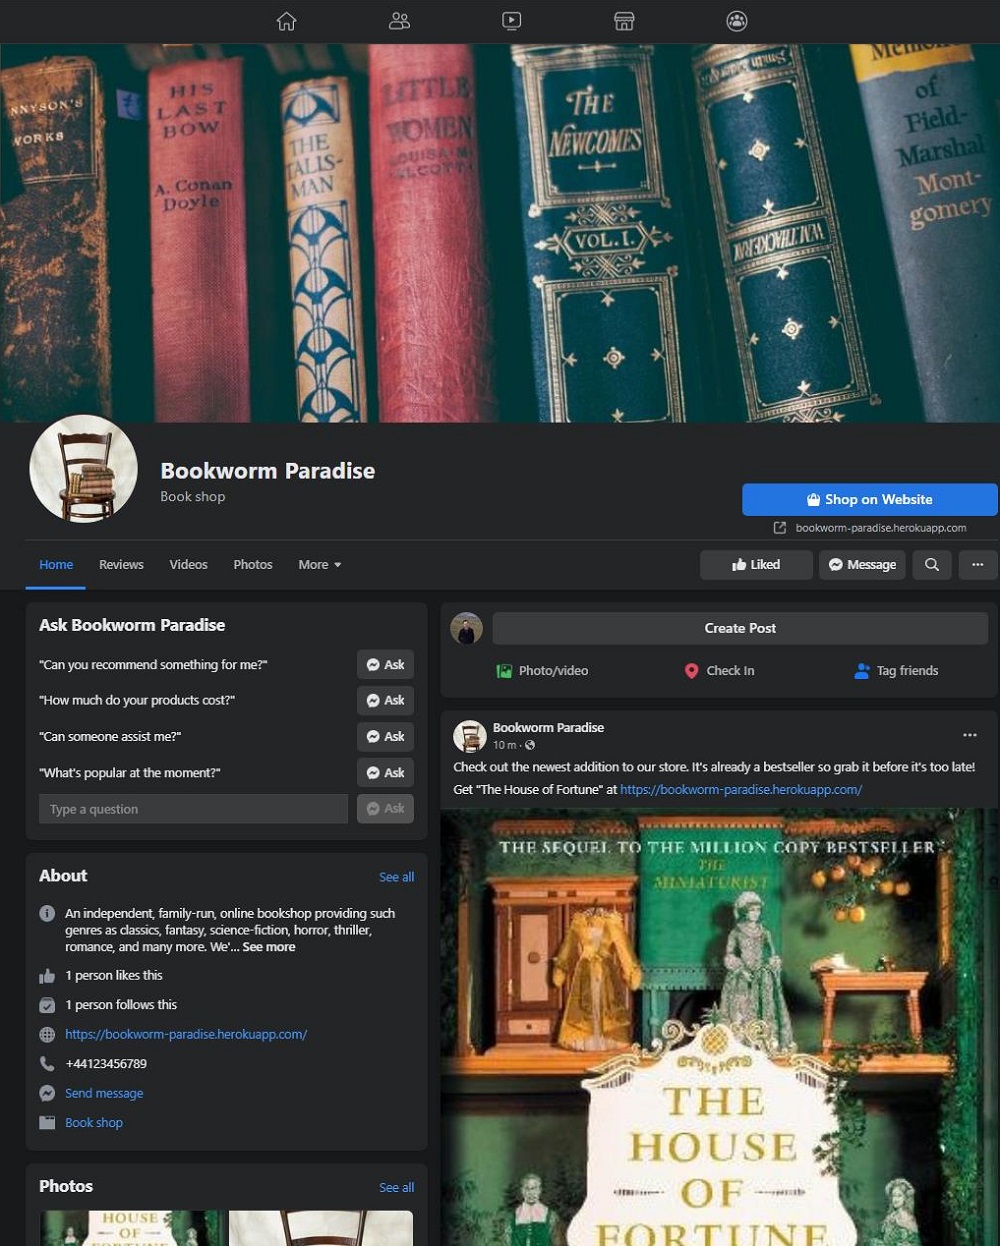 NNYSON'S
WORKS
HIS
LAST
BOW
A. Conan
Doyle
THE
TALIS-
MAN
LITTLE
WOMEN
LOUISA·M·
ALCOTT
THE
NEWCOMES
VOL. I.
of
Field-
Marshal
Mont-
gomery
Bookworm Paradise
Book shop
Shop on Website
bookworm-paradise.herokuapp.com
Home Reviews Videos Photos More
Liked Message ...
Ask Bookworm Paradise
"Can you recommend something for me?" Ask
"How much do your products cost?" Ask
"Can someone assist me?" Ask
"What's popular at the moment?" Ask
Type a question Ask
About See all
An independent, family-run, online bookshop providing such
genres as classics, fantasy, science-fiction, horror, thriller,
romance, and many more. We'... See more
1 person likes this
1 person follows this
https://bookworm-paradise.herokuapp.com/
+44123456789
Send message
Book shop
Photos See all
HOUSE
OF
FORTUNE
Create Post
Photo/video Check In Tag friends
Bookworm Paradise
10 m ·
Check out the newest addition to our store. It's already a bestseller so grab it before it's too late!
Get "The House of Fortune" at https://bookworm-paradise.herokuapp.com/
THE SEQUEL TO THE MILLION COPY BESTSELLER
THE
MINIATURIST
THE
HOUSE
OF
FORTUNE